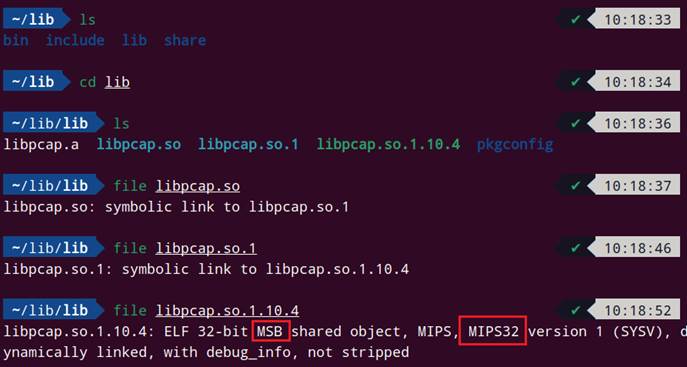 ~/lib ls ✔ 10:18:33
bin include lib share
~/lib cd lib ✔ 10:18:34
~/lib/lib ls ✔ 10:18:36
libpcap.a libpcap.so libpcap.so.1 libpcap.so.1.10.4 pkgconfig
~/lib/lib file libpcap.so ✔ 10:18:37
libpcap.so: symbolic link to libpcap.so.1
~/lib/lib file libpcap.so.1 ✔ 10:18:46
libpcap.so.1: symbolic link to libpcap.so.1.10.4
~/lib/lib file libpcap.so.1.10.4 ✔ 10:18:52
libpcap.so.1.10.4: ELF 32-bit MSB shared object, MIPS, MIPS32 version 1 (SYSV), d
ynamically linked, with debug_info, not stripped